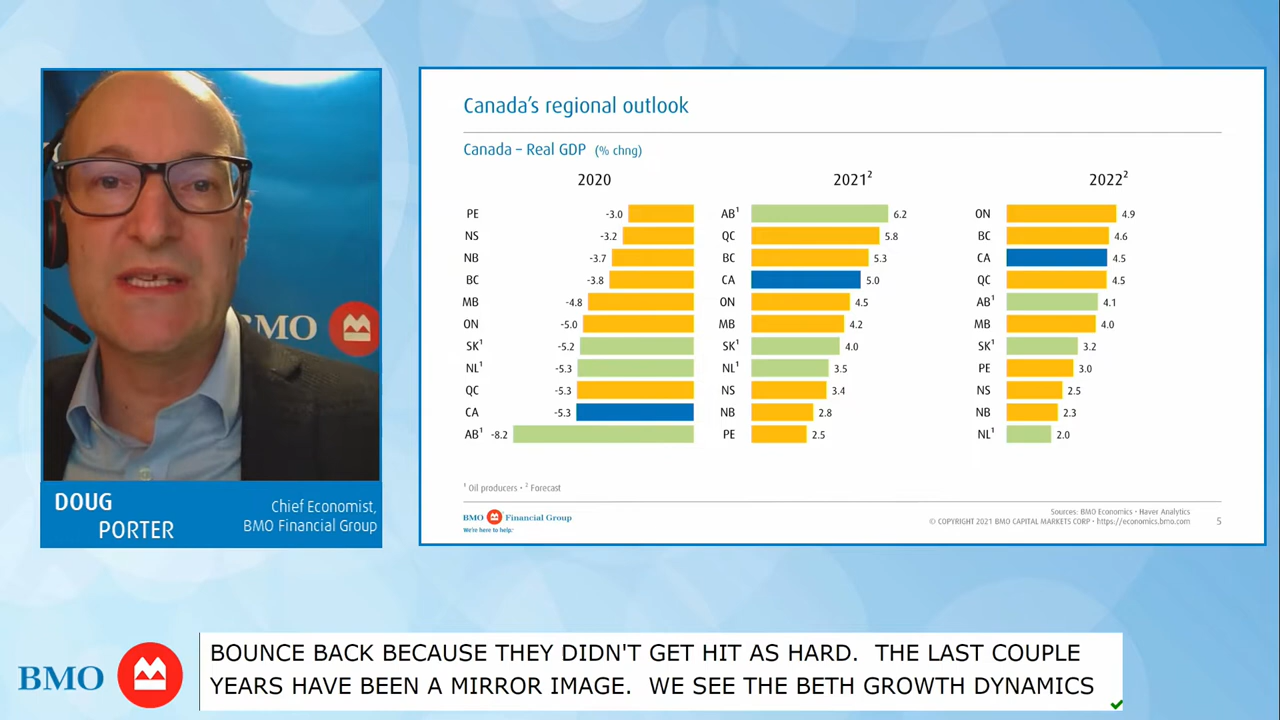 BMO
DOUG
PORTER
Chief Economist,
BMO Financial Group
Canada's regional outlook
Canada – Real GDP (% chng)
2020
PE -3.0
NS -3.2
NB -3.7
BC -3.8
MB -4.8
ON -5.0
SK¹ -5.2
NL¹ -5.3
QC -5.3
CA -5.3
AB¹ -8.2
2021²
AB¹ 6.2
QC 5.8
BC 5.3
CA 5.0
ON 4.5
MB 4.2
SK¹ 4.0
NL¹ 3.5
NS 3.4
NB 2.8
PE 2.5
2022²
ON 4.9
BC 4.6
CA 4.5
QC 4.5
AB¹ 4.1
MB 4.0
SK¹ 3.2
PE 3.0
NS 2.5
NB 2.3
NL¹ 2.0
¹ Oil producers • ² Forecast
BMO Financial Group
We're here to help.
Sources: BMO Economics • Haver Analytics
© COPYRIGHT 2021 BMO CAPITAL MARKETS CORP • https://economics.bmo.com
5
BMO
BOUNCE BACK BECAUSE THEY DIDN'T GET HIT AS HARD. THE LAST COUPLE
YEARS HAVE BEEN A MIRROR IMAGE. WE SEE THE BETH GROWTH DYNAMICS